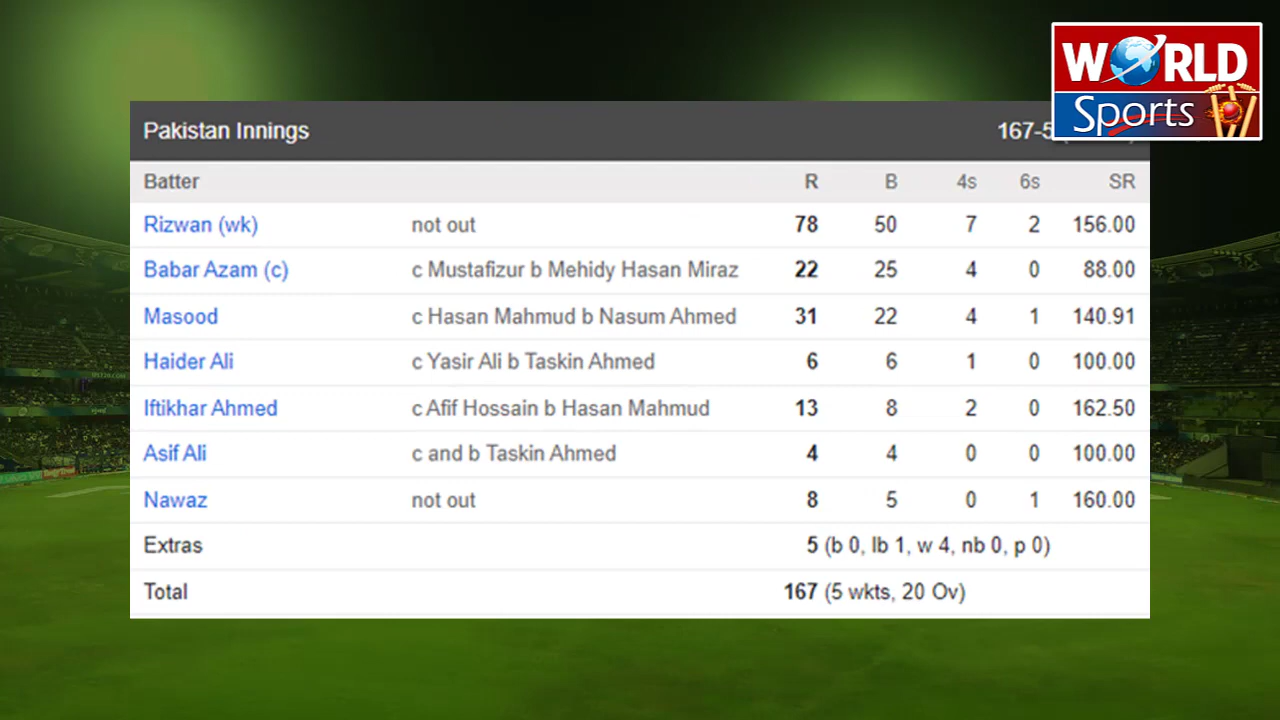 WORLD
Sports
Pakistan Innings 167-5
Batter R B 4s 6s SR
Rizwan (wk) not out 78 50 7 2 156.00
Babar Azam (c) c Mustafizur b Mehidy Hasan Miraz 22 25 4 0 88.00
Masood c Hasan Mahmud b Nasum Ahmed 31 22 4 1 140.91
Haider Ali c Yasir Ali b Taskin Ahmed 6 6 1 0 100.00
Iftikhar Ahmed c Afif Hossain b Hasan Mahmud 13 8 2 0 162.50
Asif Ali c and b Taskin Ahmed 4 4 0 0 100.00
Nawaz not out 8 5 0 1 160.00
Extras 5 (b 0, lb 1, w 4, nb 0, p 0)
Total 167 (5 wkts, 20 Ov)